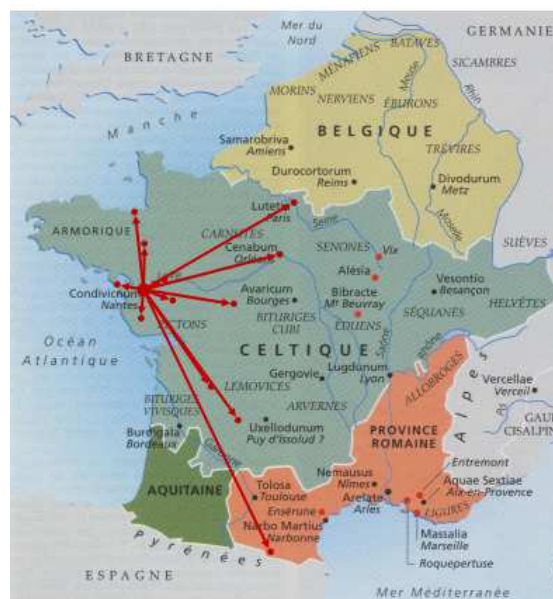 Mer du
Nord
GERMANIE
BRETAGNE
BATAVES
MÉNAPIENS
Meuse
SICAMBRES
MORINS
NERVIENS
Rhin
ÉBURONS
Manche
BELGIQUE
Samarobriva
Amiens
TRÉVIRES
Durocortorum
Reims
Divodurum
Metz
Moselle
Paris
Seine
ARMORIQUE
CARNUTES
SENONES
Vix
SUÈVES
Cenabum
Orléans
Alésia
Condivicnum
Nantes
Avaricum
Bourges
Bibracte
Mt Beuvray
Vesontio
Besançon
BITURIGES
CUBI
ÉDUENS
SÉQUANES
HELVÈTES
Océan
Atlantique
CELTIQUE
Saône
Rhône
Lugdunum
Lyon
Gergovie
ALLOBROGES
LEMOVICES
Vercellae
Verceil
Pô
ARVERNES
BITURIGES
VIVISQUES
Alpes
GAU
CISALPIN
Burdigala
Bordeaux
Uxellodunum
Puy d'Issolud ?
PROVINCE
ROMAINE
Garonne
Entremont
AQUITAINE
Tolosa
Toulouse
Nemausus
Nîmes
Aquae Sextiae
Aix-en-Provence
Arelate
Arles
Ensérune
LIGURES
Narbo Martius
Narbonne
Massalia
Marseille
Pyrénées
Roquepertuse
ESPAGNE
Mer Méditerranée